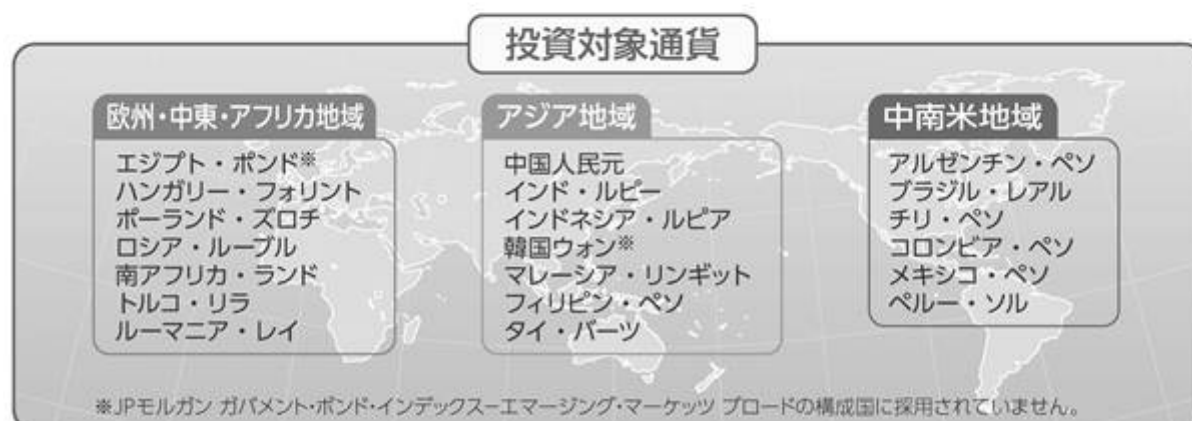 投資対象通貨
欧州・中東・アフリカ地域
エジプト・ポンド※
ハンガリー・フォリント
ポーランド・ズロチ
ロシア・ルーブル
南アフリカ・ランド
トルコ・リラ
ルーマニア・レイ
アジア地域
中国人民元
インド・ルピー
インドネシア・ルピア
韓国ウォン※
マレーシア・リンギット
フィリピン・ペソ
タイ・バーツ
中南米地域
アルゼンチン・ペソ
ブラジル・レアル
チリ・ペソ
コロンビア・ペソ
メキシコ・ペソ
ペルー・ソル
※JPモルガン ガバメント・ボンド・インデックス−エマージング・マーケッツ ブロードの構成国に採用されていません。